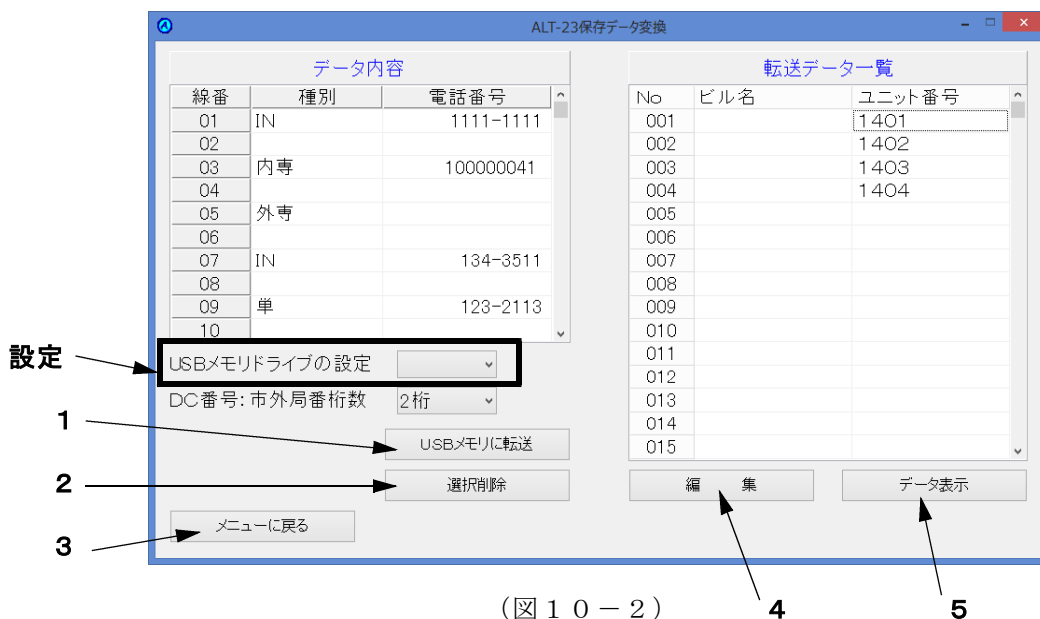 ALT-23保存データ変換
データ内容
線番 種別 電話番号
01 IN 1111-1111
02
03 内専 100000041
04
05 外専
06
07 IN 134-3511
08
09 単 123-2113
10
転送データ一覧
No ビル名 ユニット番号
001 1401
002 1402
003 1403
004 1404
005
006
007
008
009
010
011
012
013
014
015
設定
USBメモリドライブの設定
DC番号:市外局番桁数 2桁
1
USBメモリに転送
2
選択削除
編 集
データ表示
メニューに戻る
3
4
5
(図10-2)